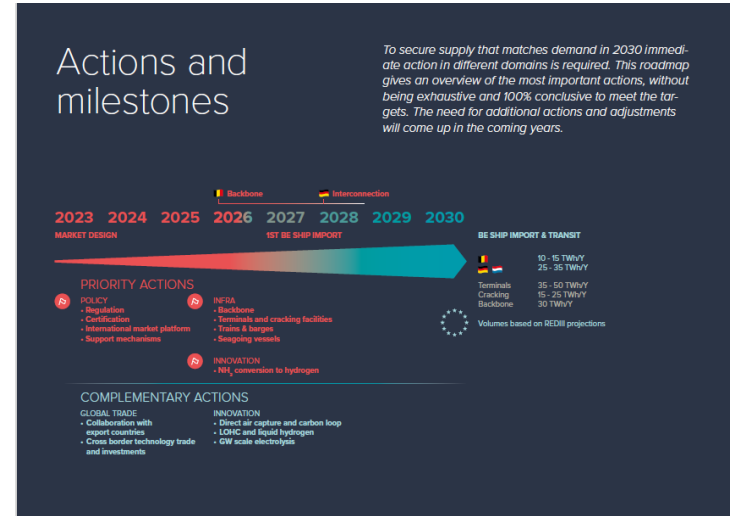 Actions and
milestones
To secure supply that matches demand in 2030 immedi-
ate action in different domains is required. This roadmap
gives an overview of the most important actions, without
being exhaustive and 100% conclusive to meet the tar-
gets. The need for additional actions and adjustments
will come up in the coming years.
Backbone
Interconnection
2023 2024 2025 2026 2027 2028 2029 2030
MARKET DESIGN
1ST BE SHIP IMPORT
BE SHIP IMPORT & TRANSIT
10 - 15 TWh/Y
25 - 35 TWh/Y
Terminals 35 - 50 TWh/Y
Cracking 15 - 25 TWh/Y
Backbone 30 TWh/Y
Volumes based on REDIII projections
PRIORITY ACTIONS
POLICY
• Regulation
• Certification
• International market platform
• Support mechanisms
INFRA
• Backbone
• Terminals and cracking facilities
• Trains & barges
• Seagoing vessels
INNOVATION
• NH₃ conversion to hydrogen
COMPLEMENTARY ACTIONS
GLOBAL TRADE
• Collaboration with
export countries
• Cross border technology trade
and investments
INNOVATION
• Direct air capture and carbon loop
• LOHC and liquid hydrogen
• GW scale electrolysis